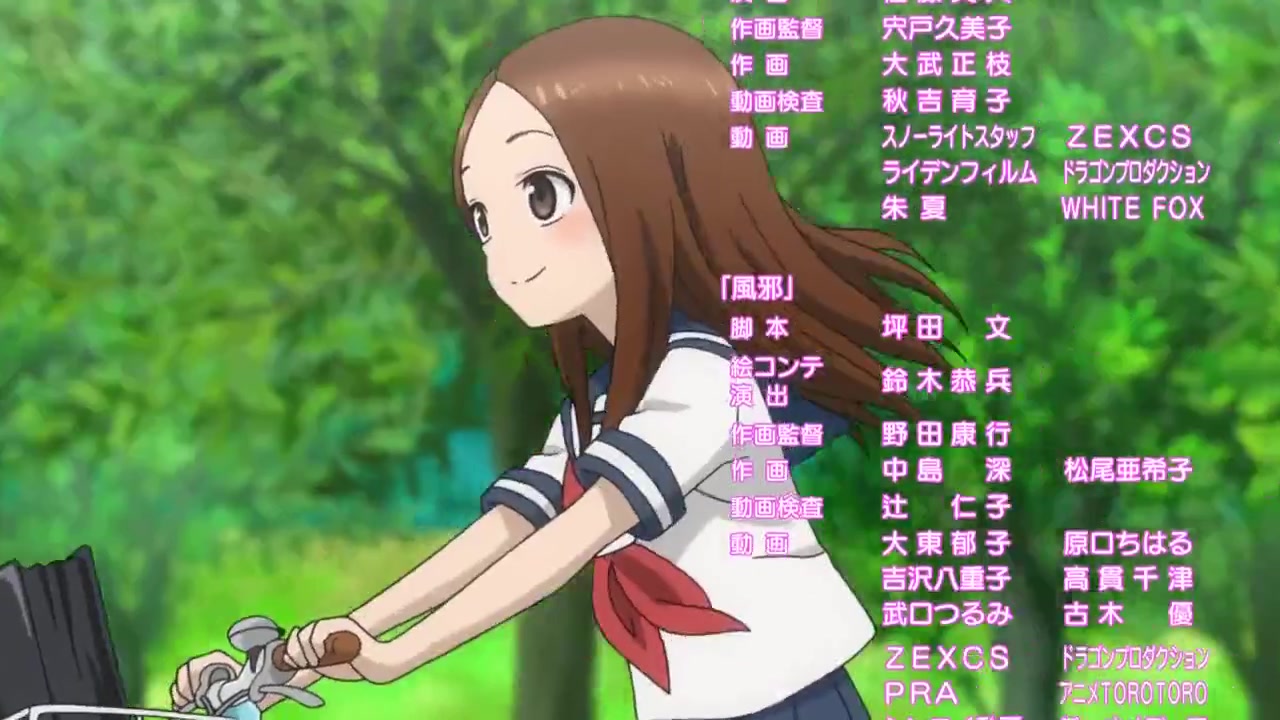 作画監督 宍戸久美子
作画 大武正枝
動画検査 秋吉育子
動画 スノーライトスタッフ ZEXCS
ライデンフィルム ドラゴンプロダクション
朱夏 WHITE FOX
「風邪」
脚本 坪田 文
絵コンテ
演出 鈴木恭兵
作画監督 野田康行
作画 中島 深 松尾亜希子
動画検査 辻 仁子
動画 大東郁子 原口ちはる
吉沢八重子 高貫千津
武口つるみ 古木 優
ZEXCS ドラゴンプロダクション
PRA アニメTOROTORO